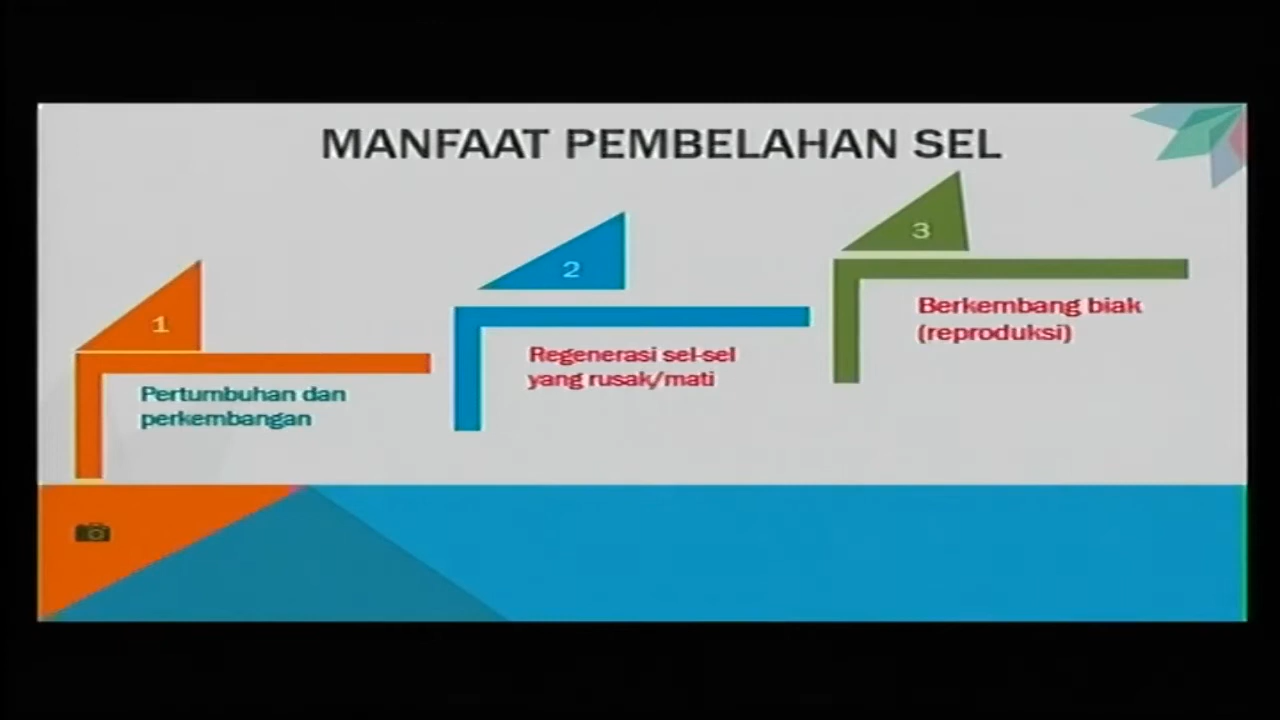 MANFAAT PEMBELAHAN SEL
1
Pertumbuhan dan
perkembangan
2
Regenerasi sel-sel
yang rusak/mati
3
Berkembang biak
(reproduksi)